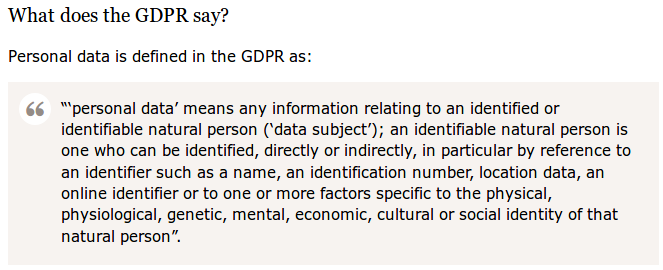 What does the GDPR say?
Personal data is defined in the GDPR as:
“‘personal data’ means any information relating to an identified or
identifiable natural person (‘data subject’); an identifiable natural person is
one who can be identified, directly or indirectly, in particular by reference to
an identifier such as a name, an identification number, location data, an
online identifier or to one or more factors specific to the physical,
physiological, genetic, mental, economic, cultural or social identity of that
natural person”.